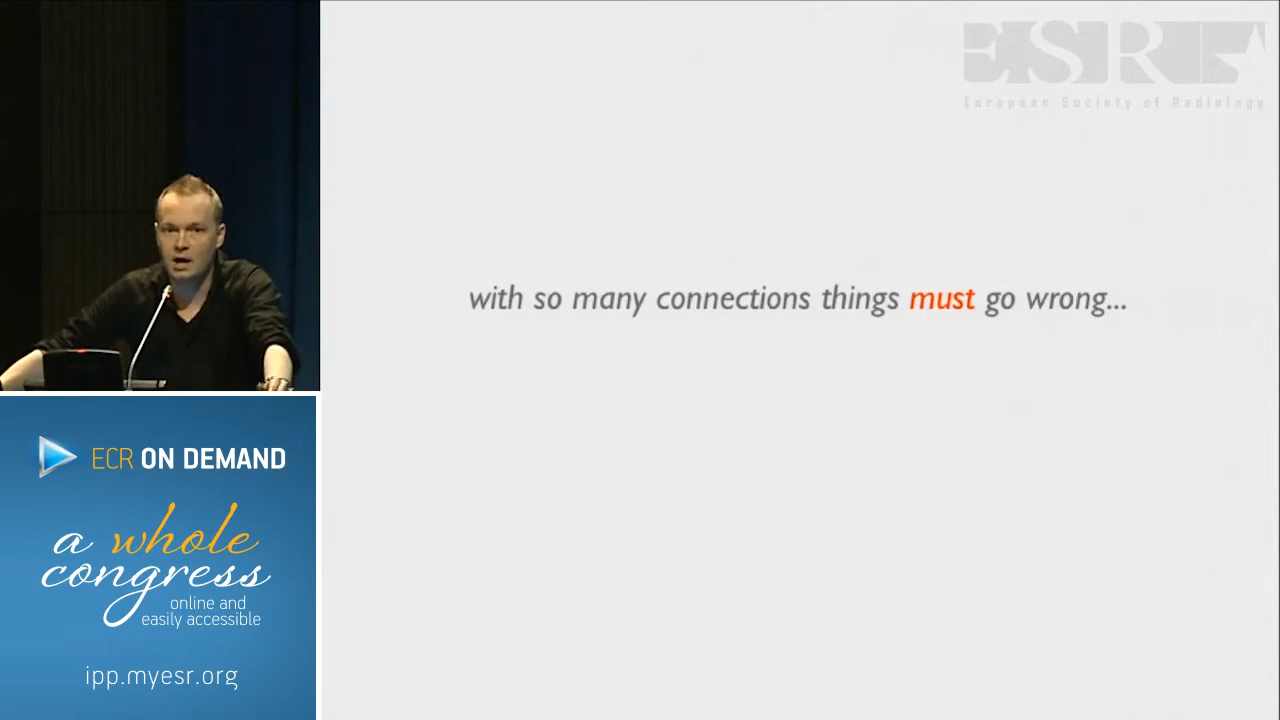 ESR
European Society of Radiology
with so many connections things must go wrong...
ECR ON DEMAND
a whole
congress
online and
easily accessible
ipp.myesr.org